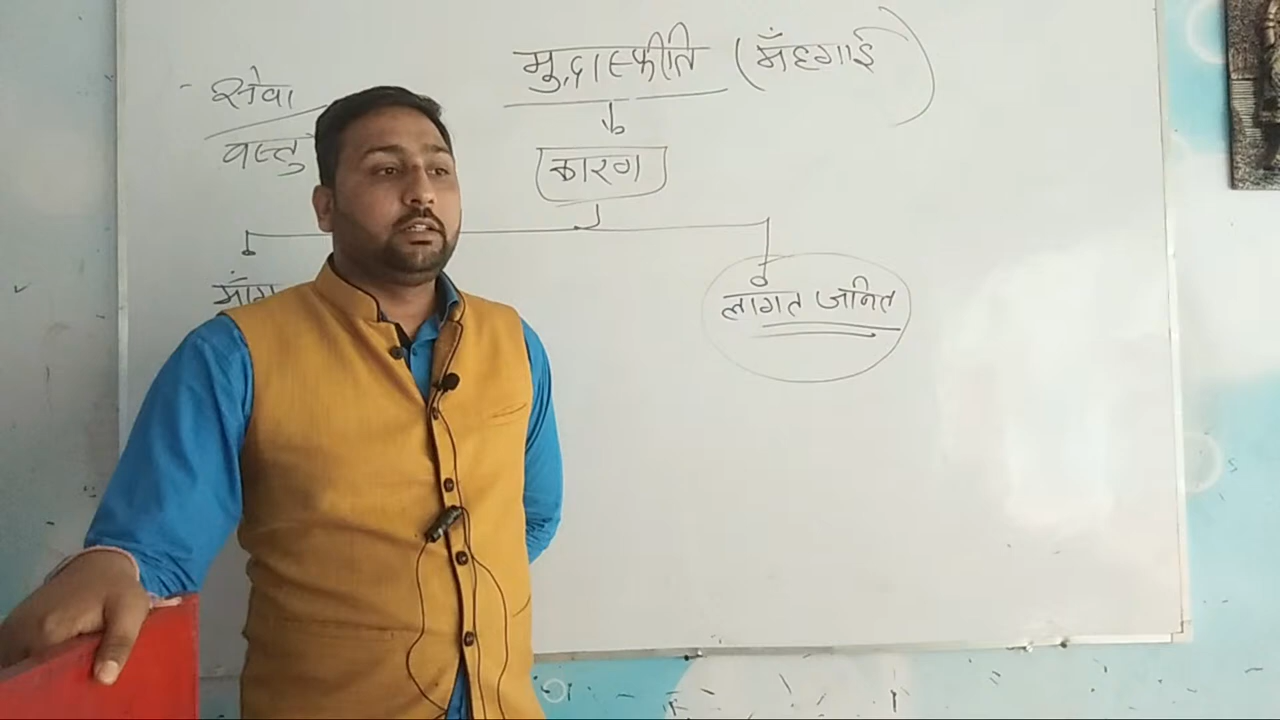 मुद्रास्फीति (मँहगाई)
सेवा
वस्तु
कारण
माँग
लागत जनित